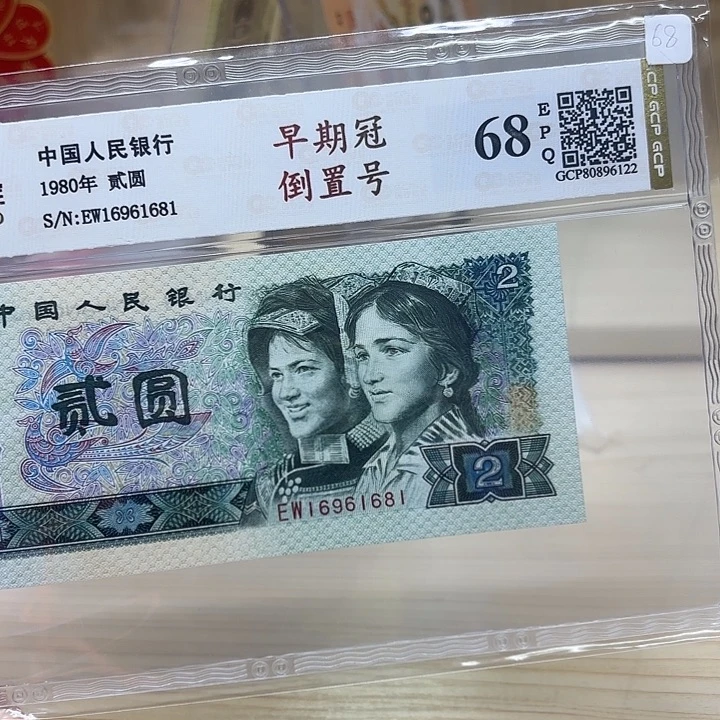 68
中国人民银行
1980年 贰圆
S/N:EW16961681
早期冠
倒置号
68
EPQ
GCP80896122
GCP GCP GCP
中国人民银行
2
贰圆
2
EW16961681